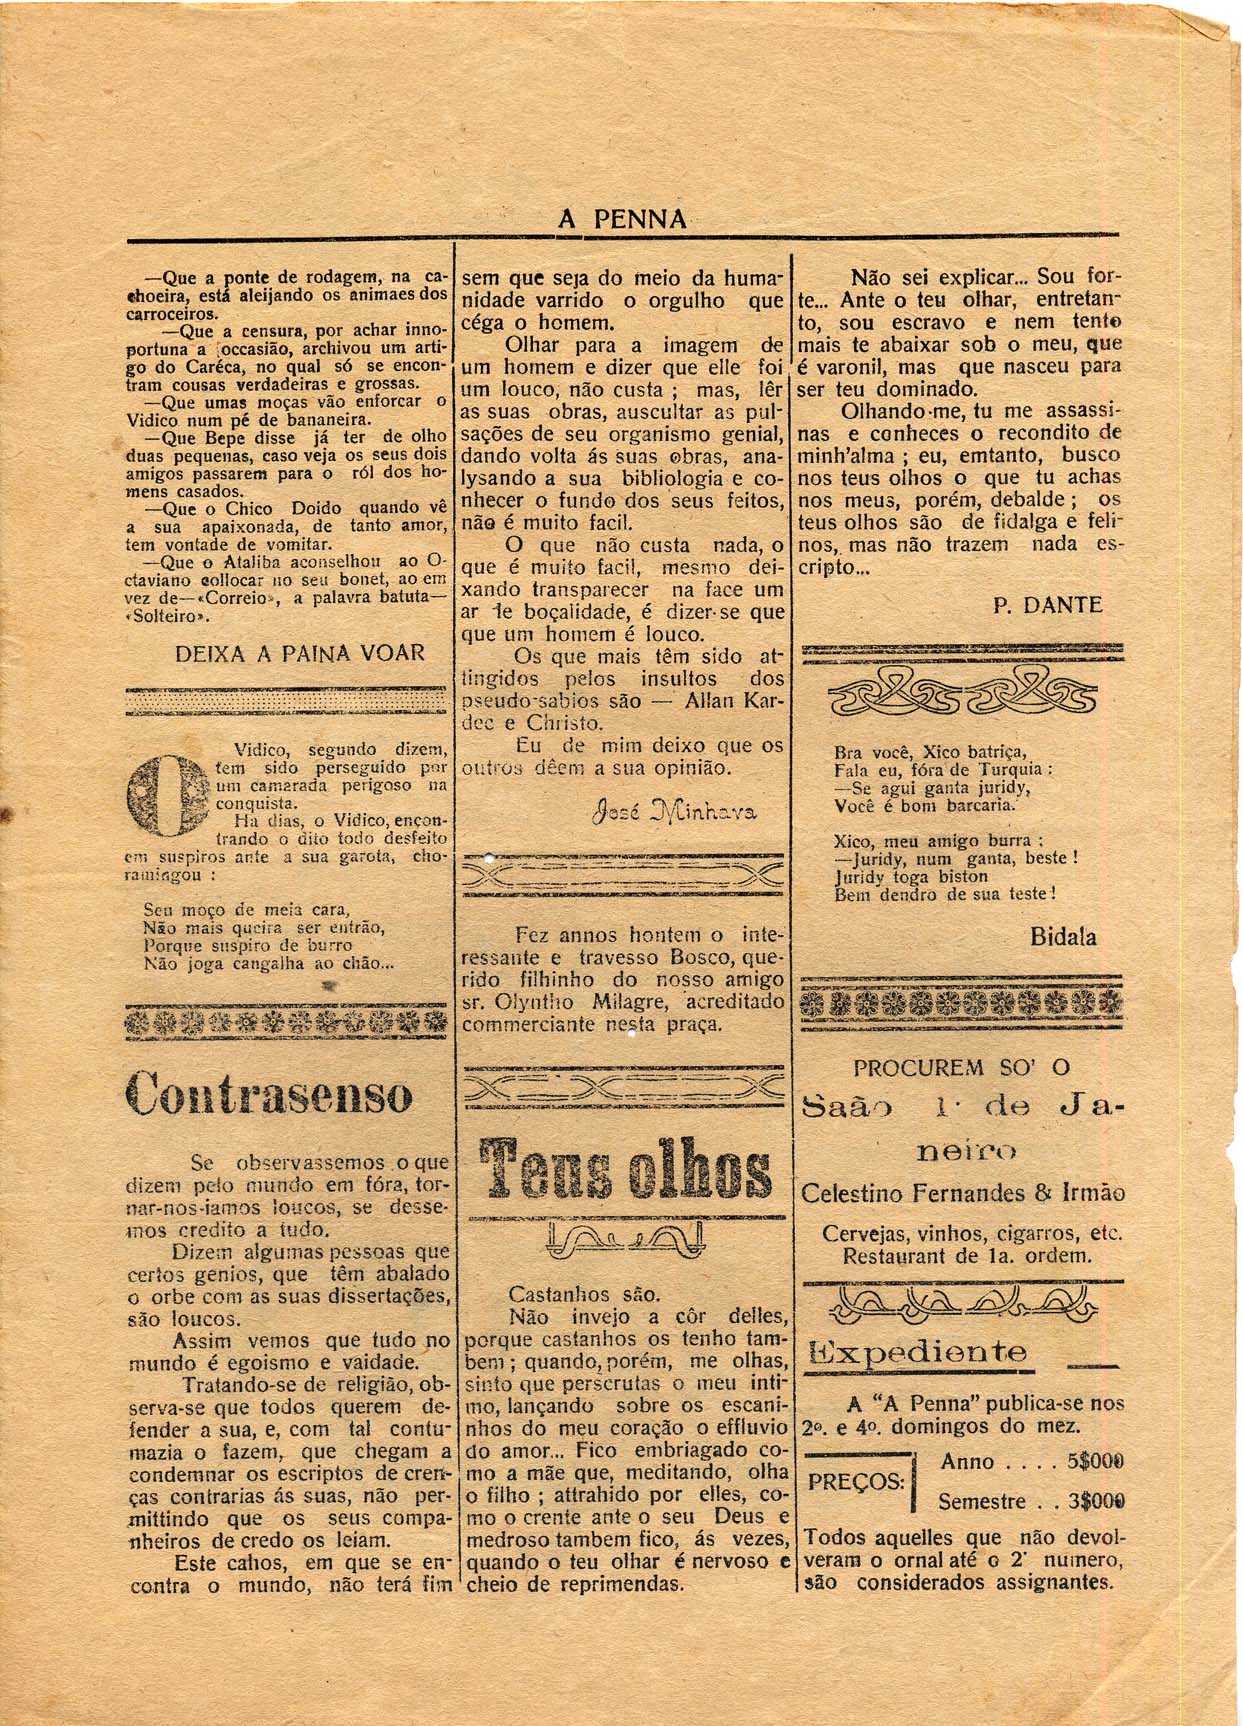 A PENNA
—Que a ponte de rodagem, na ca-
choeira, está aleijando os animaes dos
carroceiros.
—Que a censura, por achar inno-
portuna a occasião, archivou um arti-
go do Caréca, no qual só se encon-
tram cousas verdadeiras e grossas.
—Que umas moças vão enforcar o
Vidico num pé de bananeira.
—Que Bepe disse já ter de olho
duas pequenas, caso veja os seus dois
amigos passarem para o ról dos ho-
mens casados.
—Que o Chico Doido quando vê
a sua apaixonada, de tanto amor,
tem vontade de vomitar.
—Que o Ataliba aconselhou ao O-
ctaviano collocar no seu bonet, ao em
vez de—«Correio», a palavra batuta—
«Solteiro».
DEIXA A PAINA VOAR
O Vidico, segundo dizem,
tem sido perseguido por
um camarada perigoso na
conquista.
Ha dias, o Vidico, encon-
trando o dito todo desfeito
em suspiros ante a sua garota, cho-
ramingou :
Seu moço de meia cara,
Não mais queira ser entrão,
Porque suspiro de burro
Não joga cangalha ao chão...
Contrasenso
Se observassemos o que
dizem pelo mundo em fóra, tor-
nar-nos-iamos loucos, se desse-
mos credito a tudo.
Dizem algumas pessoas que
certos genios, que têm abalado
o orbe com as suas dissertações,
são loucos.
Assim vemos que tudo no
mundo é egoismo e vaidade.
Tratando-se de religião, ob-
serva-se que todos querem de-
fender a sua, e, com tal contu-
mazia o fazem, que chegam a
condemnar os escriptos de cren-
ças contrarias ás suas, não per-
mittindo que os seus compa-
nheiros de credo os leiam.
Este cahos, em que se en-
contra o mundo, não terá fim
sem que seja do meio da huma-
nidade varrido o orgulho que
céga o homem.
Olhar para a imagem de
um homem e dizer que elle foi
um louco, não custa ; mas, lêr
as suas obras, auscultar as pul-
sações de seu organismo genial,
dando volta ás suas obras, ana-
lysando a sua bibliologia e co-
nhecer o fundo dos seus feitos,
não é muito facil.
O que não custa nada, o
que é muito facil, mesmo dei-
xando transparecer na face um
ar de boçalidade, é dizer-se que
que um homem é louco.
Os que mais têm sido at-
tingidos pelos insultos dos
pseudo-sabios são — Allan Kar-
dec e Christo.
Eu de mim deixo que os
outros dêem a sua opinião.
José Minhava
Fez annos hontem o inte-
ressante e travesso Bosco, que-
rido filhinho do nosso amigo
sr. Olyntho Milagre, acreditado
commerciante nesta praça.
Teus olhos
Castanhos são.
Não invejo a côr delles,
porque castanhos os tenho tam-
bem ; quando, porém, me olhas,
sinto que perscrutas o meu inti-
mo, lançando sobre os escani-
nhos do meu coração o effluvio
do amor... Fico embriagado co-
mo a mãe que, meditando, olha
o filho ; attrahido por elles, co-
mo o crente ante o seu Deus e
medroso tambem fico, ás vezes,
quando o teu olhar é nervoso e
cheio de reprimendas.
Não sei explicar... Sou for-
te... Ante o teu olhar, entretan-
to, sou escravo e nem tento
mais te abaixar sob o meu, que
é varonil, mas que nasceu para
ser teu dominado.
Olhando-me, tu me assassi-
nas e conheces o recondito de
minh'alma ; eu, emtanto, busco
nos teus olhos o que tu achas
nos meus, porém, debalde ; os
teus olhos são de fidalga e feli-
nos, mas não trazem nada es-
cripto...
P. DANTE
Bra você, Xico batriça,
Fala eu, fóra de Turquia :
—Se agui ganta juridy,
Você é bom barcaria.
Xico, meu amigo burra :
—Juridy, num ganta, beste !
Juridy toga biston
Bem dendro de sua teste !
Bidala
PROCUREM SO' O
Saão 1· de Ja-
neiro
Celestino Fernandes & Irmão
Cervejas, vinhos, cigarros, etc.
Restaurant de 1a. ordem.
Expediente
A "A Penna" publica-se nos
2º. e 4º. domingos do mez.
PREÇOS:
Anno . . . . 5$000
Semestre . . 3$000
Todos aquelles que não devol-
veram o ornal até o 2· numero,
são considerados assignantes.